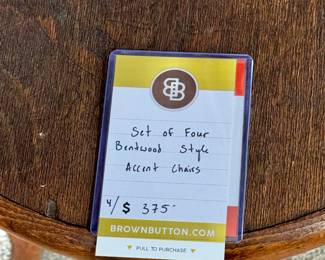 BB
Set of Four
Bentwood Style
Accent Chairs
4/$ 375-
BROWNBUTTON.COM
▼ PULL TO PURCHASE ▼